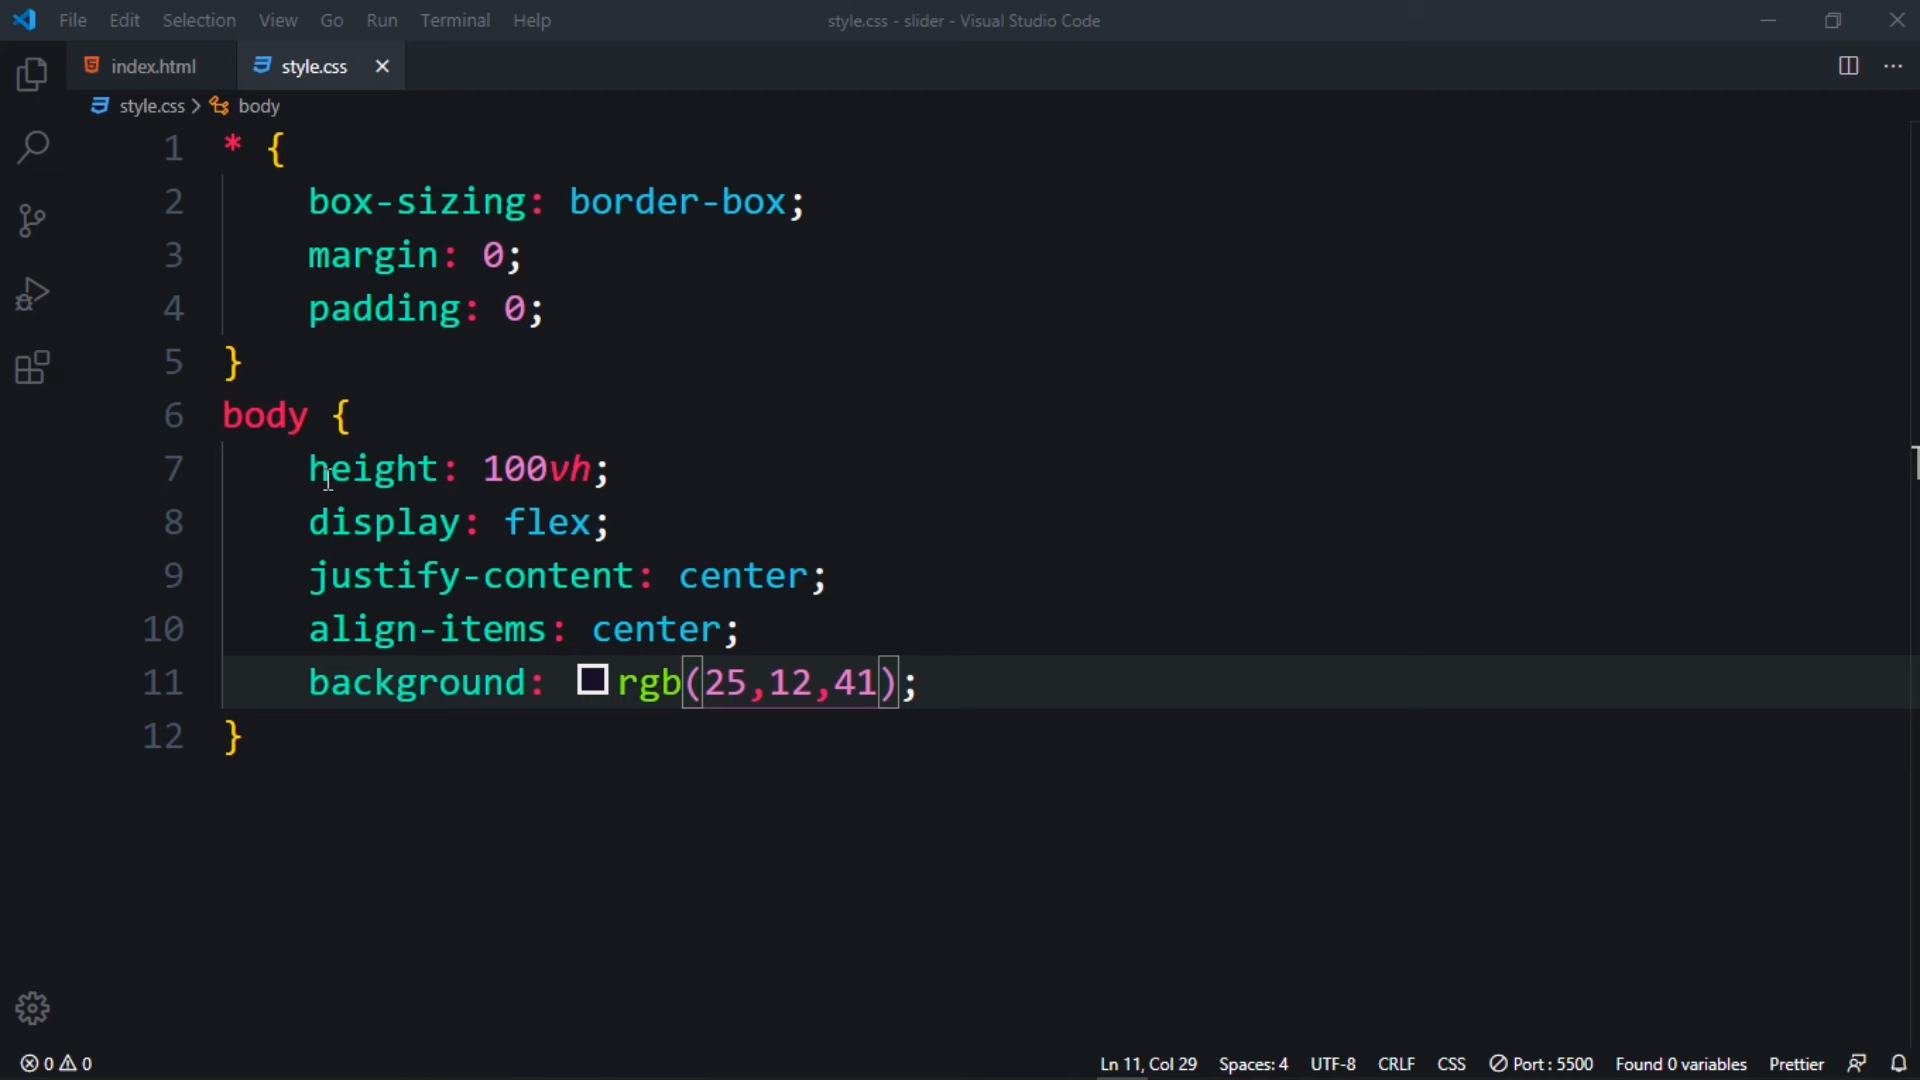 File Edit Selection View Go Run Terminal Help style.css - slider - Visual Studio Code
index.html style.css
style.css > body
1 * {
2 box-sizing: border-box;
3 margin: 0;
4 padding: 0;
5 }
6 body {
7 height: 100vh;
8 display: flex;
9 justify-content: center;
10 align-items: center;
11 background: rgb(25,12,41);
12 }
0 0 Ln 11, Col 29 Spaces: 4 UTF-8 CRLF CSS Port : 5500 Found 0 variables Prettier